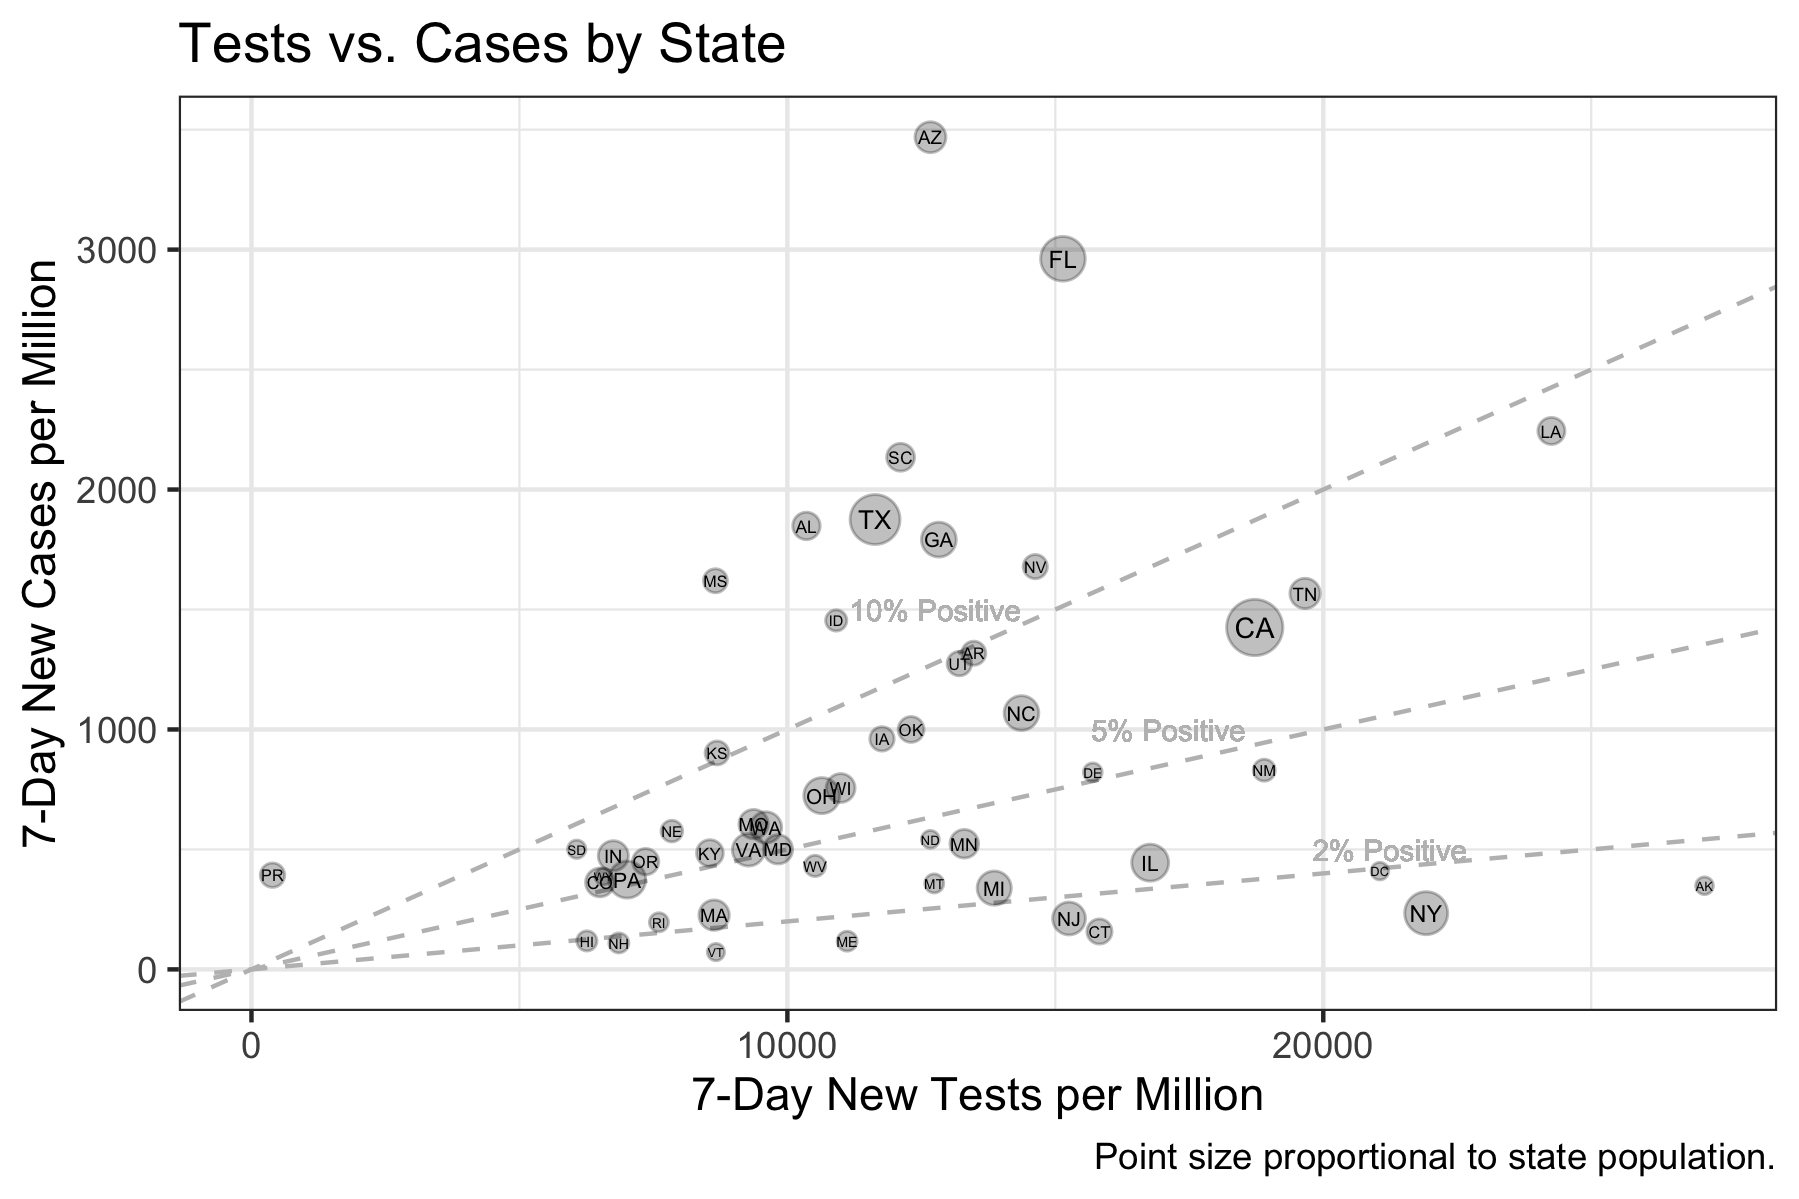 Tests vs. Cases by State
7-Day New Cases per Million
3000
2000
1000
0
AZ
FL
LA
SC
TX
AL
GA
NV
MS
TN
10% Positive
ID
CA
AR
UT
NC
OK
5% Positive
IA
KS
DE
NM
WI
OH
MO
WA
NE
ND
MN
SD
VA
MD
2% Positive
KY
IN
OR
IL
WV
DC
PR
WY
PA
CO
MT
MI
AK
MA
NY
NJ
RI
CT
HI
NH
ME
VT
0
10000
20000
7-Day New Tests per Million
Point size proportional to state population.